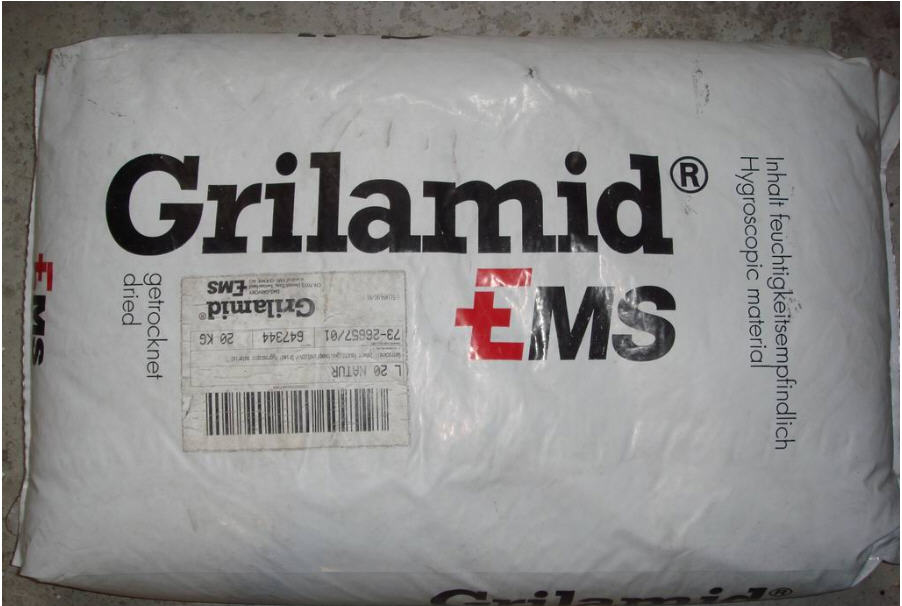 Grilamid®
EMS
Inhalt feuchtigkeitsempfindlich
Hygroscopic material
getrocknet
dried
EMS
L 20 NATUR
73-26657/01 647344 20 KG
Grilamid®
EMS
Grilamid®